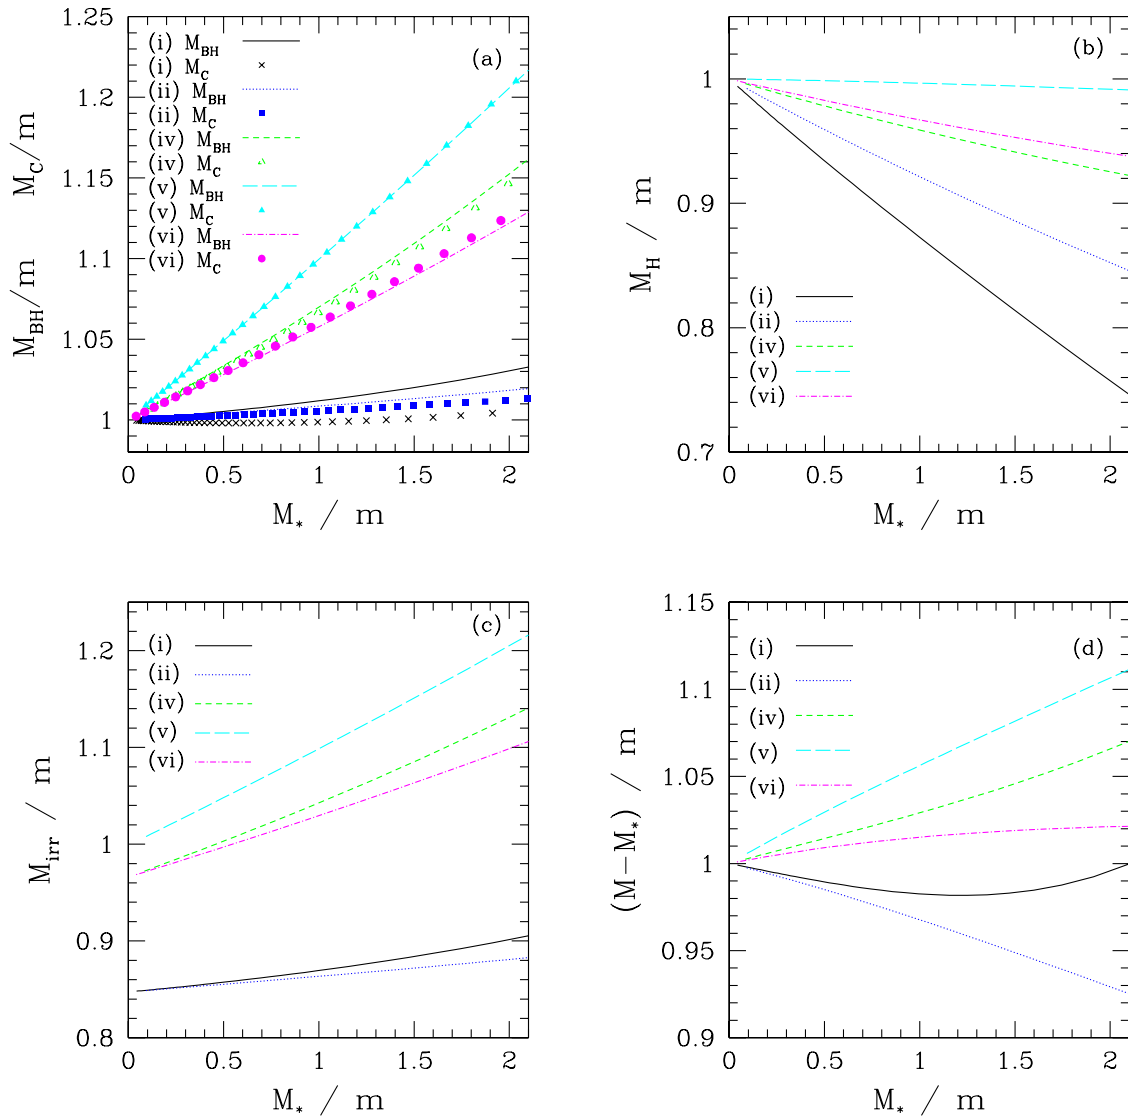 1.25
(i) M_BH
(i) M_C
(ii) M_BH
(ii) M_C
(iv) M_BH
(iv) M_C
(v) M_BH
(v) M_C
(vi) M_BH
(vi) M_C
(a)
1.2
1.15
1.1
1.05
1
M_BH/m M_C/m
0 0.5 1 1.5 2
M_* / m
(b)
1
0.9
0.8
0.7
M_H / m
(i)
(ii)
(iv)
(v)
(vi)
0 0.5 1 1.5 2
M_* / m
(c)
(i)
(ii)
(iv)
(v)
(vi)
1.2
1.1
1
0.9
0.8
M_irr / m
0 0.5 1 1.5 2
M_* / m
1.15
(d)
(i)
(ii)
(iv)
(v)
(vi)
1.1
1.05
1
0.95
0.9
(M−M_*) / m
0 0.5 1 1.5 2
M_* / m